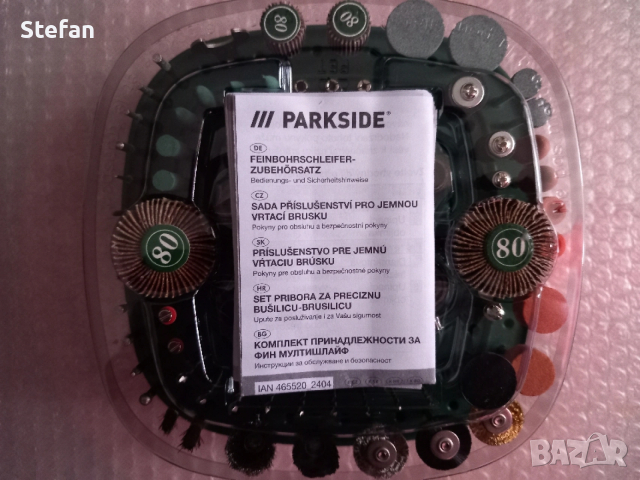 Stefan
80
80
/// PARKSIDE®
DE
FEINBOHRSCHLEIFER-
ZUBEHÖRSATZ
Bedienungs- und Sicherheitshinweise
CZ
SADA PŘÍSLUŠENSTVÍ PRO JEMNOU
VRTACÍ BRUSKU
Pokyny pro obsluhu a bezpečnostní pokyny
SK
PRÍSLUŠENSTVO PRE JEMNÚ
VŔTACIU BRÚSKU
Pokyny pre obsluhu a bezpečnostné pokyny
HR
SET PRIBORA ZA PRECIZNU
BUŠILICU-BRUSILICU
Upute za posluživanje i za Vašu sigurnost
BG
КОМПЛЕКТ ПРИНАДЛЕЖНОСТИ ЗА
ФИН МУЛТИШЛАЙФ
Инструкции за обслужване и безопасност
IAN 465520_2404
80
80
BAZAR
bg